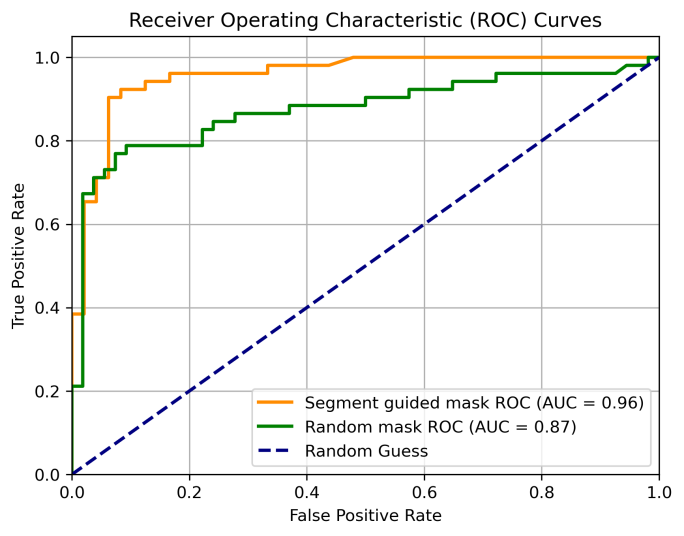 Receiver Operating Characteristic (ROC) Curves
True Positive Rate
1.0
0.8
0.6
0.4
0.2
0.0
Segment guided mask ROC (AUC = 0.96)
Random mask ROC (AUC = 0.87)
Random Guess
0.0 0.2 0.4 0.6 0.8 1.0
False Positive Rate